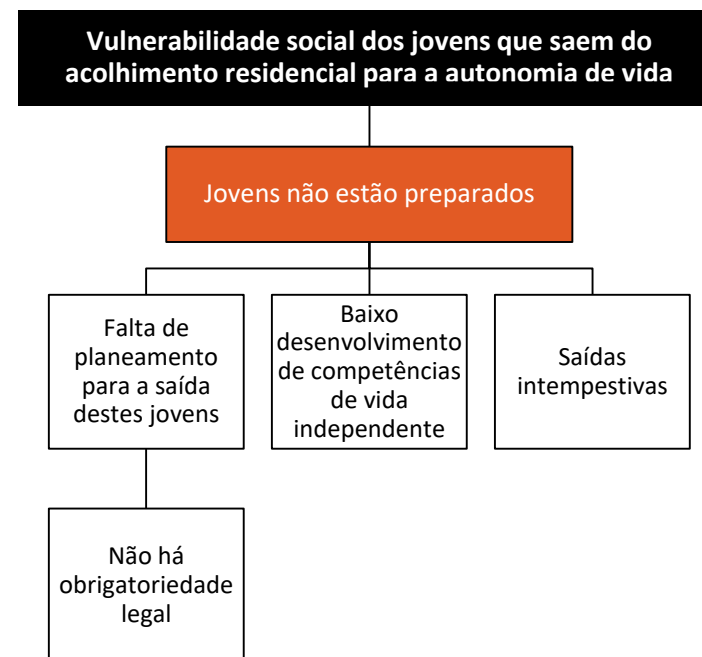 Vulnerabilidade social dos jovens que saem do
acolhimento residencial para a autonomia de vida
Jovens não estão preparados
Falta de
planeamento
para a saída
destes jovens
Baixo
desenvolvimento
de competências
de vida
independente
Saídas
intempestivas
Não há
obrigatoriedade
legal